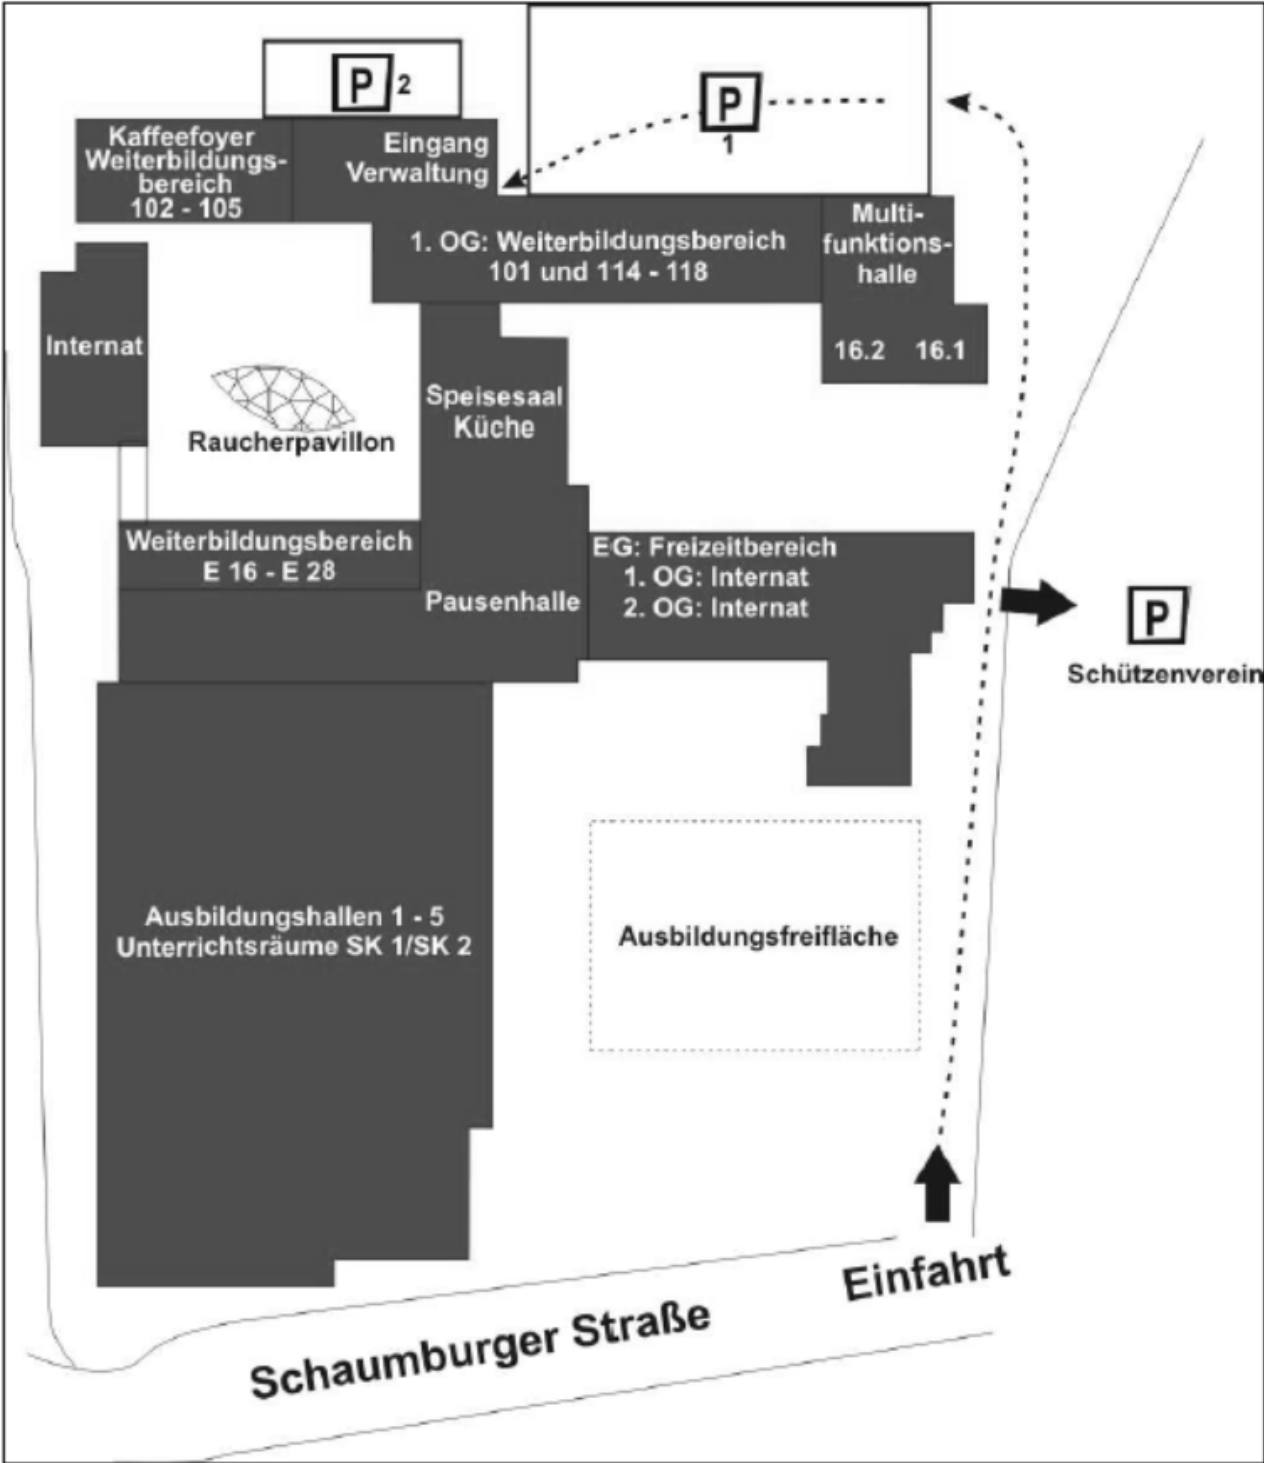 P 2
P
1
Kaffeefoyer
Weiterbildungs-
bereich
102 - 105
Eingang
Verwaltung
1. OG: Weiterbildungsbereich
101 und 114 - 118
Multi-
funktions-
halle
16.2 16.1
Internat
Raucherpavillon
Speisesaal
Küche
Weiterbildungsbereich
E 16 - E 28
Pausenhalle
EG: Freizeitbereich
1. OG: Internat
2. OG: Internat
P
Schützenverein
Ausbildungshallen 1 - 5
Unterrichtsräume SK 1/SK 2
Ausbildungsfreifläche
Einfahrt
Schaumburger Straße